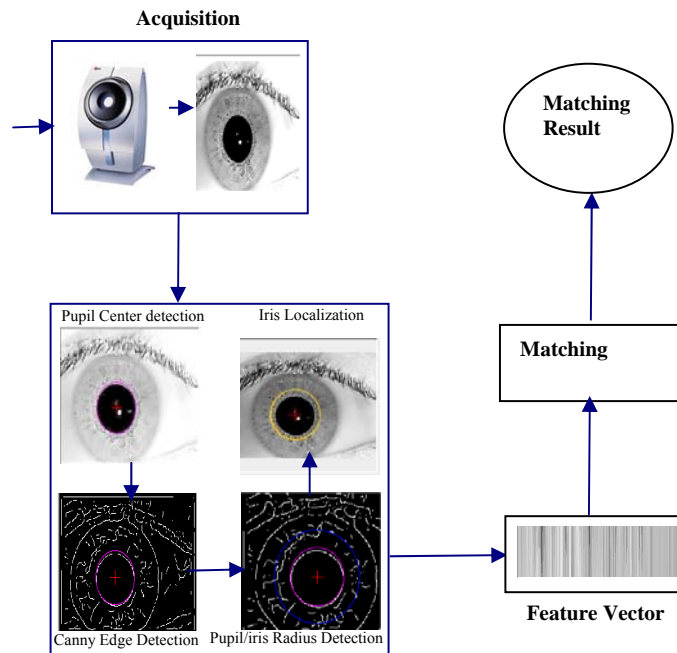 Acquisition
Matching
Result
Pupil Center detection
Iris Localization
Matching
Canny Edge Detection
Pupil/iris Radius Detection
Feature Vector